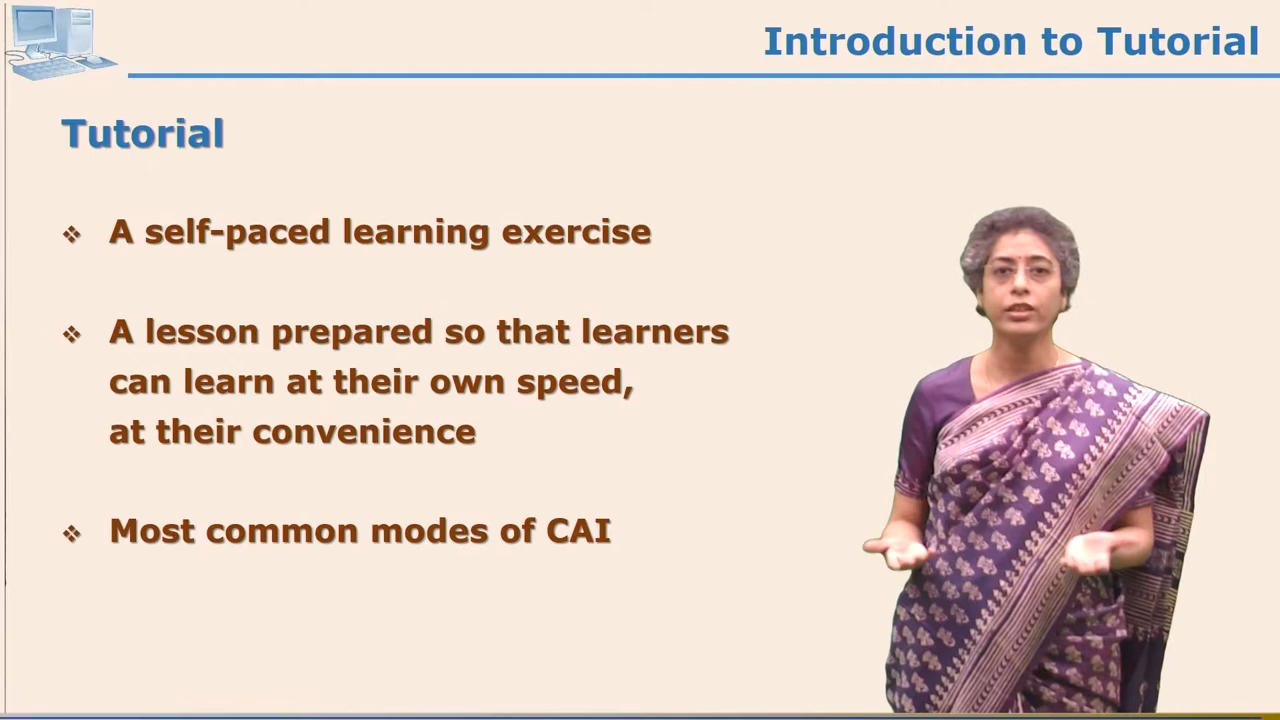 Introduction to Tutorial
Tutorial
A self-paced learning exercise
A lesson prepared so that learners
can learn at their own speed,
at their convenience
Most common modes of CAI